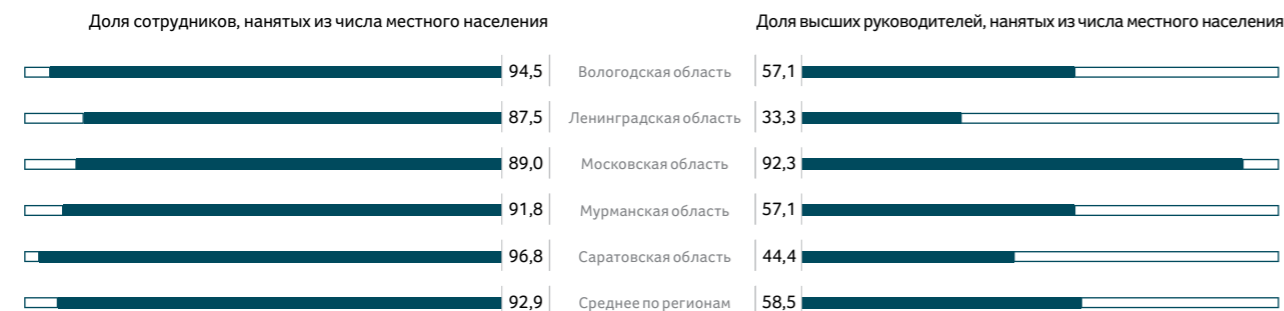 Доля сотрудников, нанятых из числа местного населения Доля высших руководителей, нанятых из числа местного населения
94,5 Вологодская область 57,1
87,5 Ленинградская область 33,3
89,0 Московская область 92,3
91,8 Мурманская область 57,1
96,8 Саратовская область 44,4
92,9 Среднее по регионам 58,5